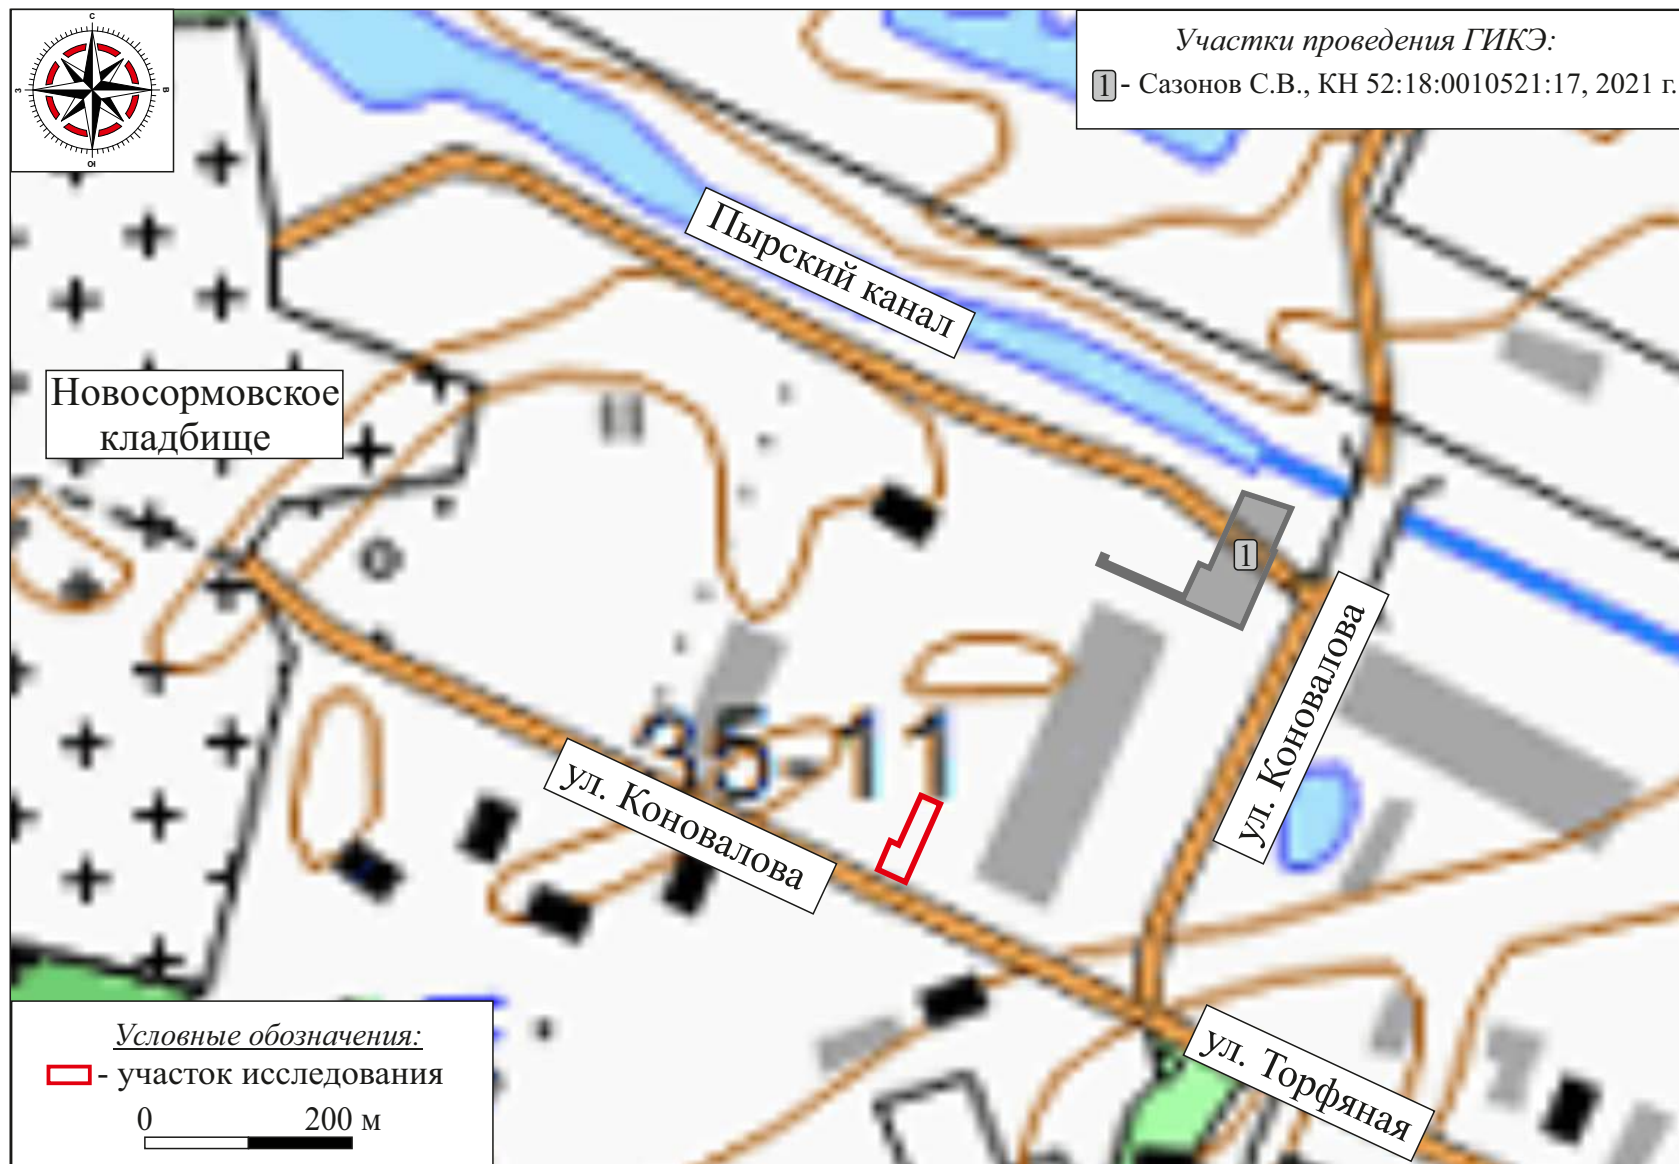 С
З
В
Ю
Участки проведения ГИКЭ:
1 - Сазонов С.В., КН 52:18:0010521:17, 2021 г.
Пырский канал
Новосормовское
кладбище
1
35-11
ул. Коновалова
ул. Коновалова
ул. Торфяная
Условные обозначения:
- участок исследования
0 200 м